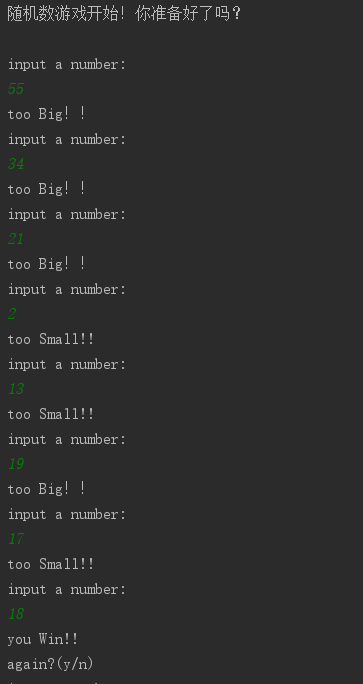 随机数游戏开始! 你准备好了吗?
input a number:
55
too Big! !
input a number:
34
too Big! !
input a number:
21
too Big! !
input a number:
2
too Small!!
input a number:
13
too Small!!
input a number:
19
too Big! !
input a number:
17
too Small!!
input a number:
18
you Win!!
again?(y/n)